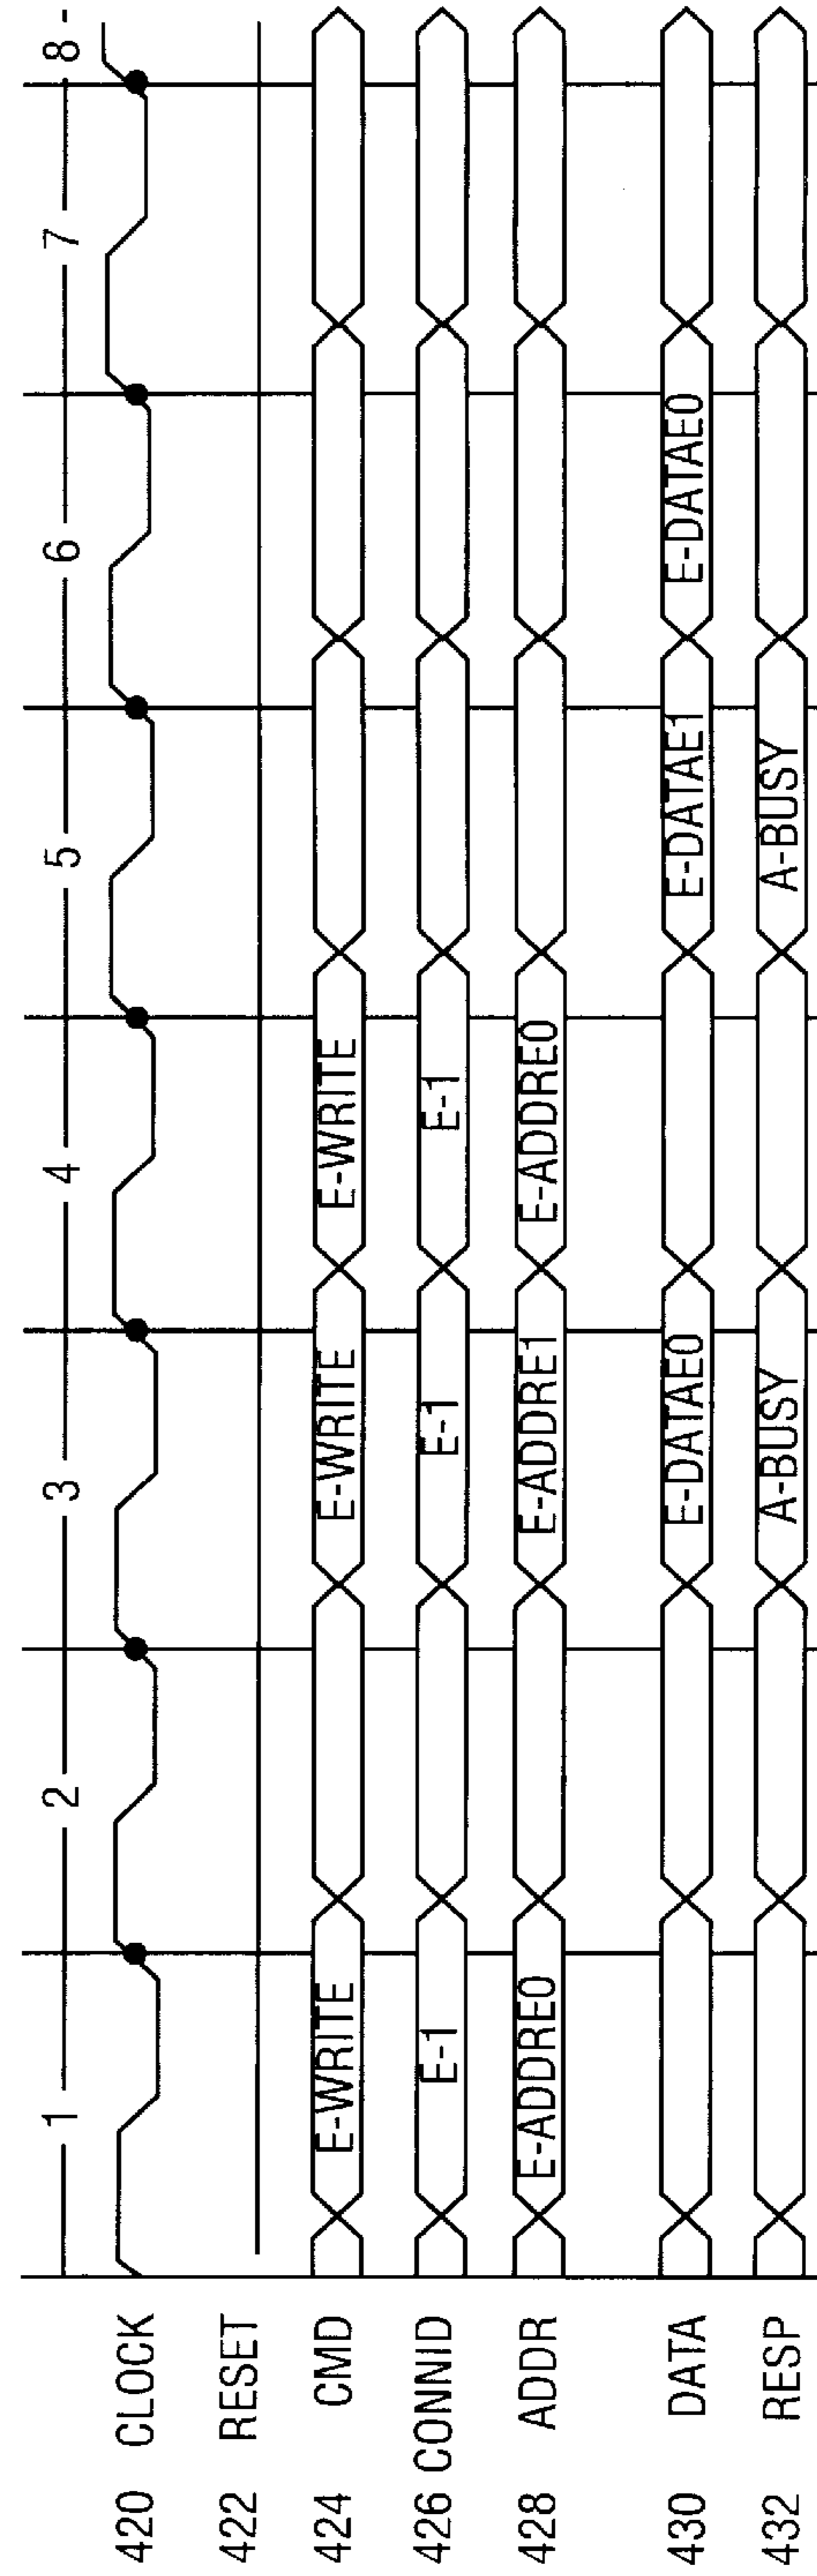 1 2 3 4 5 6 7 8
420 CLOCK
422 RESET
424 CMD E-WRITE E-WRITE E-WRITE
426 CONNID E-1 E-1 E-1
428 ADDR E-ADDRE0 E-ADDRE1 E-ADDRE0
430 DATA E-DATAE0 E-DATAE1 E-DATAE0
432 RESP A-BUSY A-BUSY